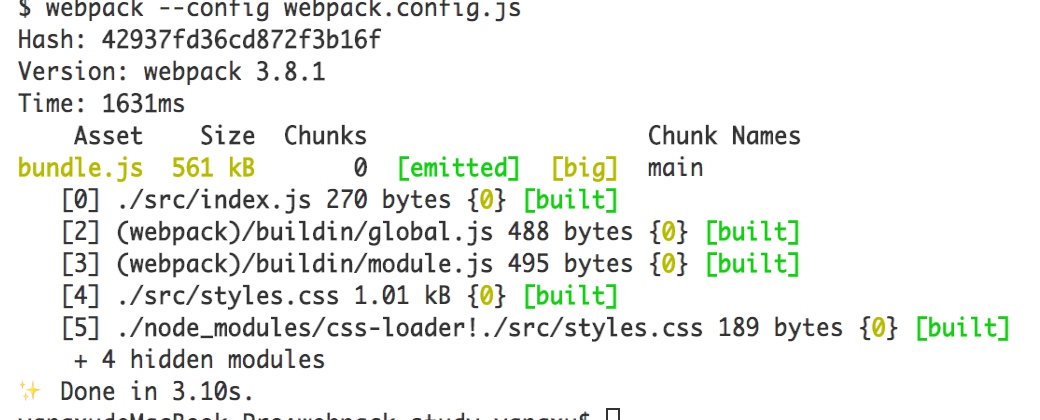 $ webpack --config webpack.config.js
Hash: 42937fd36cd872f3b16f
Version: webpack 3.8.1
Time: 1631ms
Asset Size Chunks Chunk Names
bundle.js 561 kB 0 [emitted] [big] main
[0] ./src/index.js 270 bytes {0} [built]
[2] (webpack)/buildin/global.js 488 bytes {0} [built]
[3] (webpack)/buildin/module.js 495 bytes {0} [built]
[4] ./src/styles.css 1.01 kB {0} [built]
[5] ./node_modules/css-loader!./src/styles.css 189 bytes {0} [built]
+ 4 hidden modules
✨ Done in 3.10s.